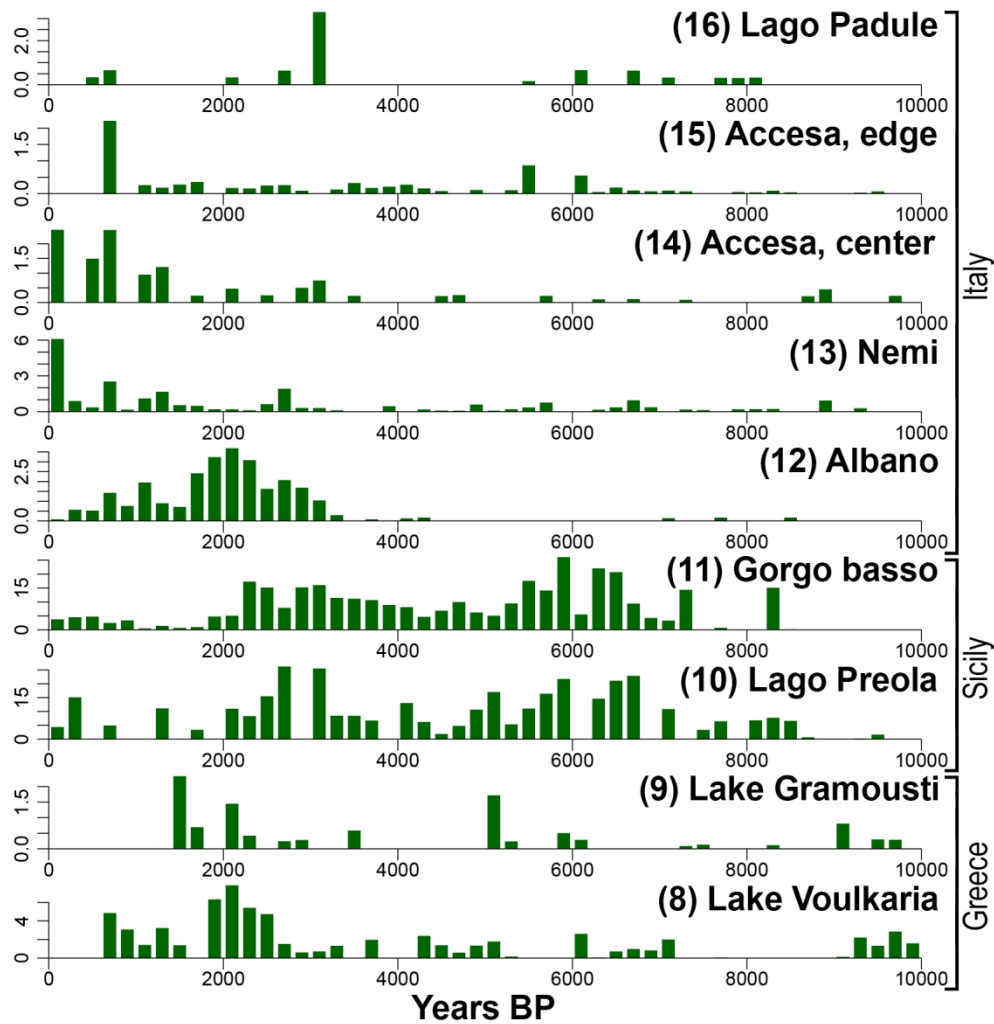 (16) Lago Padule
0.0 2.0
0 2000 4000 6000 8000 10000
(15) Accesa, edge
0.0 1.5
0 2000 4000 6000 8000 10000
(14) Accesa, center
0.0 1.5
0 2000 4000 6000 8000 10000
(13) Nemi
0 3 6
0 2000 4000 6000 8000 10000
(12) Albano
0.0 2.5
0 2000 4000 6000 8000 10000
Italy
(11) Gorgo basso
0 15
0 2000 4000 6000 8000 10000
(10) Lago Preola
0 15
0 2000 4000 6000 8000 10000
Sicily
(9) Lake Gramousti
0.0 1.5
0 2000 4000 6000 8000 10000
(8) Lake Voulkaria
0 4
0 2000 4000 6000 8000 10000
Greece
Years BP